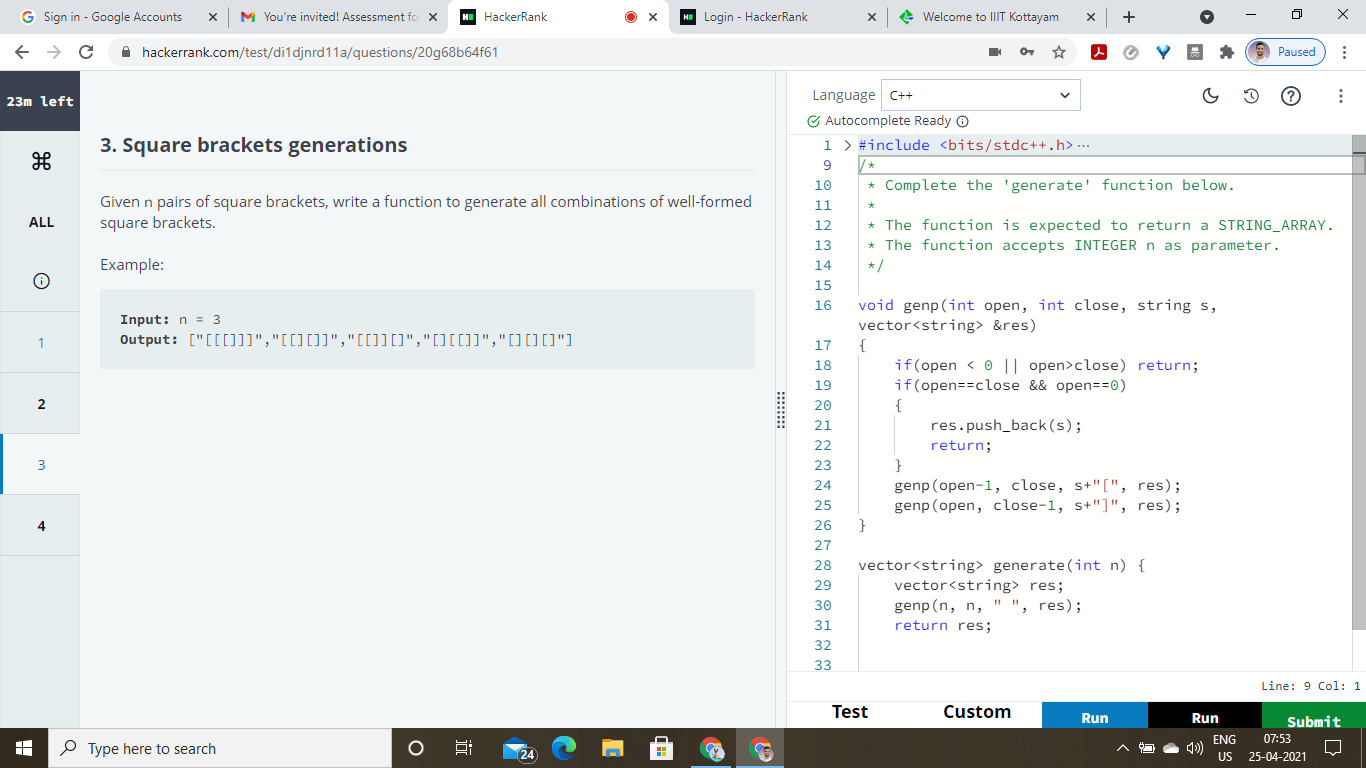 Sign in - Google Accounts
You're invited! Assessment fo
HackerRank
Login - HackerRank
Welcome to IIIT Kottayam
hackerrank.com/test/di1djnrd11a/questions/20g68b64f61
Paused
23m left
ALL
1
2
3
4
3. Square brackets generations
Given n pairs of square brackets, write a function to generate all combinations of well-formed
square brackets.
Example:
Input: n = 3
Output: ["[[[]]]","[[][]]","[[]][]","[][[]]","[][][]"]
Language C++
Autocomplete Ready
1 #include <bits/stdc++.h> ···
9 /*
10 * Complete the 'generate' function below.
11 *
12 * The function is expected to return a STRING_ARRAY.
13 * The function accepts INTEGER n as parameter.
14 */
15
16 void genp(int open, int close, string s,
vector<string> &res)
17 {
18 if(open < 0 || open>close) return;
19 if(open==close && open==0)
20 {
21 res.push_back(s);
22 return;
23 }
24 genp(open-1, close, s+"[", res);
25 genp(open, close-1, s+"]", res);
26 }
27
28 vector<string> generate(int n) {
29 vector<string> res;
30 genp(n, n, " ", res);
31 return res;
32
33
Line: 9 Col: 1
Test
Custom
Run
Run
Submit
Type here to search
24
ENG
US
07:53
25-04-2021